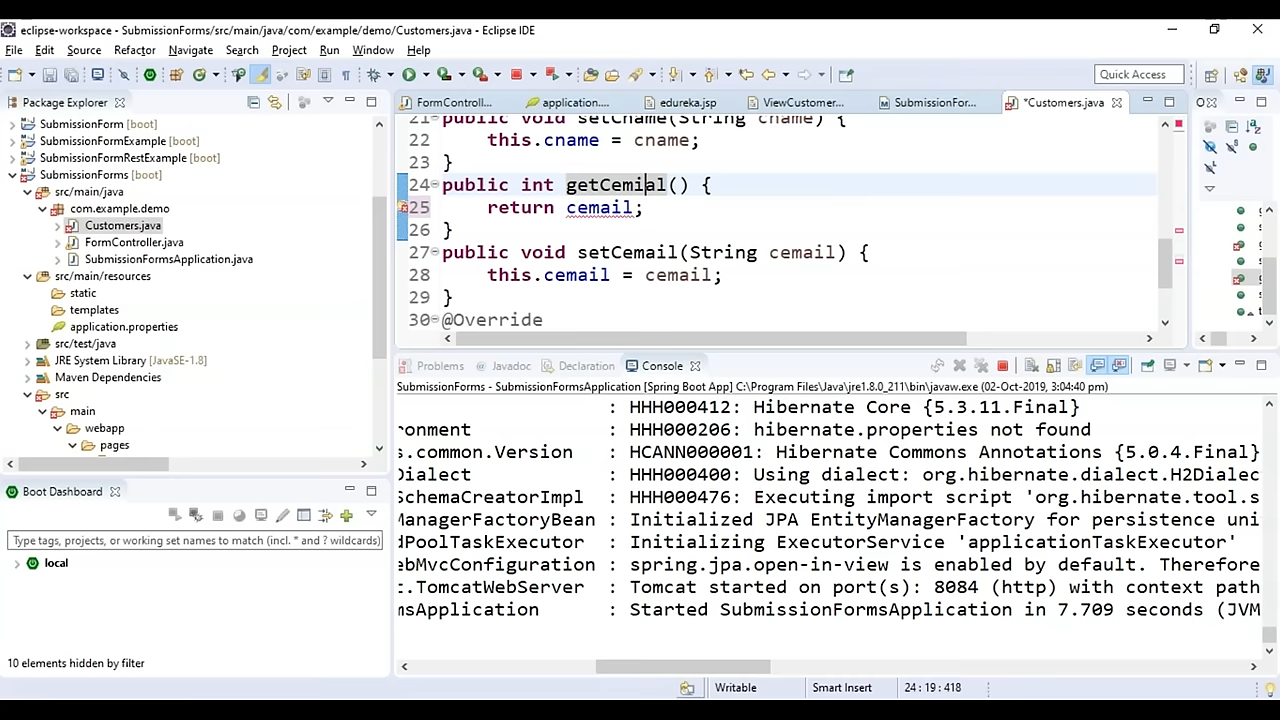 eclipse-workspace - SubmissionForms/src/main/java/com/example/demo/Customers.java - Eclipse IDE
File Edit Source Refactor Navigate Search Project Run Window Help
Quick Access
Package Explorer
SubmissionForm [boot]
SubmissionFormExample [boot]
SubmissionFormRestExample [boot]
SubmissionForms [boot]
src/main/java
com.example.demo
Customers.java
FormController.java
SubmissionFormsApplication.java
src/main/resources
static
templates
application.properties
src/test/java
JRE System Library [JavaSE-1.8]
Maven Dependencies
src
main
webapp
pages
FormControll... application.... edureka.jsp ViewCustomer... SubmissionFor... *Customers.java
21 public void setCname(String cname) {
22 this.cname = cname;
23 }
24 public int getCemial() {
25 return cemail;
26 }
27 public void setCemail(String cemail) {
28 this.cemail = cemail;
29 }
30 @Override
Problems Javadoc Declaration Console
SubmissionForms - SubmissionFormsApplication [Spring Boot App] C:\Program Files\Java\jre1.8.0_211\bin\javaw.exe (02-Oct-2019, 3:04:40 pm)
: HHH000412: Hibernate Core {5.3.11.Final}
ronment : HHH000206: hibernate.properties not found
s.common.Version : HCANN000001: Hibernate Commons Annotations {5.0.4.Final}
Dialect : HHH000400: Using dialect: org.hibernate.dialect.H2Dialec
SchemaCreatorImpl : HHH000476: Executing import script 'org.hibernate.tool.s
ManagerFactoryBean : Initialized JPA EntityManagerFactory for persistence uni
dPoolTaskExecutor : Initializing ExecutorService 'applicationTaskExecutor'
ebMvcConfiguration : spring.jpa.open-in-view is enabled by default. Therefore
t.TomcatWebServer : Tomcat started on port(s): 8084 (http) with context path
msApplication : Started SubmissionFormsApplication in 7.709 seconds (JVM
Boot Dashboard
Type tags, projects, or working set names to match (incl. * and ? wildcards)
local
10 elements hidden by filter
Writable Smart Insert 24 : 19 : 418